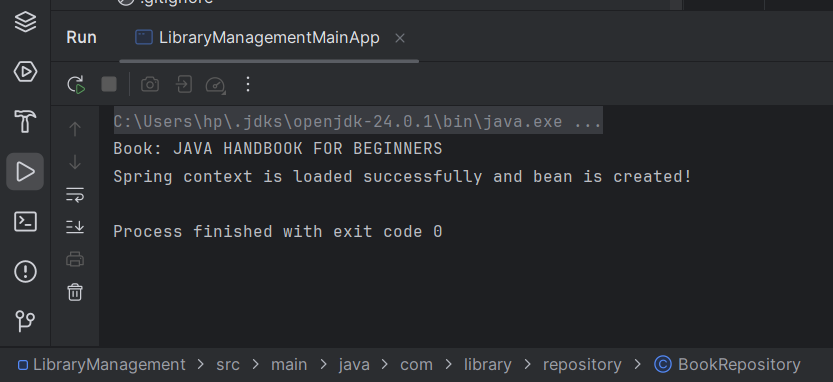 .gitignore
Run LibraryManagementMainApp
C:\Users\hp\.jdks\openjdk-24.0.1\bin\java.exe ...
Book: JAVA HANDBOOK FOR BEGINNERS
Spring context is loaded successfully and bean is created!
Process finished with exit code 0
LibraryManagement > src > main > java > com > library > repository > BookRepository